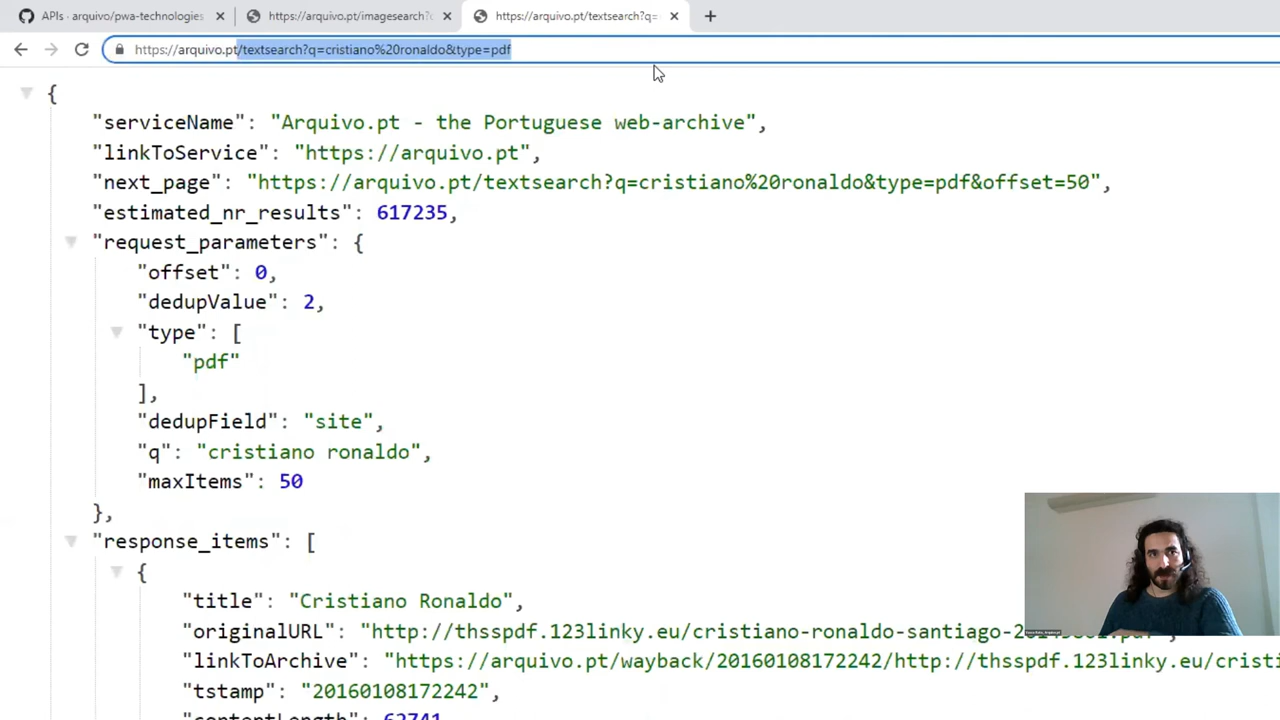 APIs · arquivo/pwa-technologies
https://arquivo.pt/imagesearch?
https://arquivo.pt/textsearch?q=
https://arquivo.pt/textsearch?q=cristiano%20ronaldo&type=pdf
{
"serviceName": "Arquivo.pt - the Portuguese web-archive",
"linkToService": "https://arquivo.pt",
"next_page": "https://arquivo.pt/textsearch?q=cristiano%20ronaldo&type=pdf&offset=50",
"estimated_nr_results": 617235,
"request_parameters": {
"offset": 0,
"dedupValue": 2,
"type": [
"pdf"
],
"dedupField": "site",
"q": "cristiano ronaldo",
"maxItems": 50
},
"response_items": [
{
"title": "Cristiano Ronaldo",
"originalURL": "http://thsspdf.123linky.eu/cristiano-ronaldo-santiago-
"linkToArchive": "https://arquivo.pt/wayback/20160108172242/http://thsspdf.123linky.eu/cristi
"tstamp": "20160108172242",
"contentLength": 62741